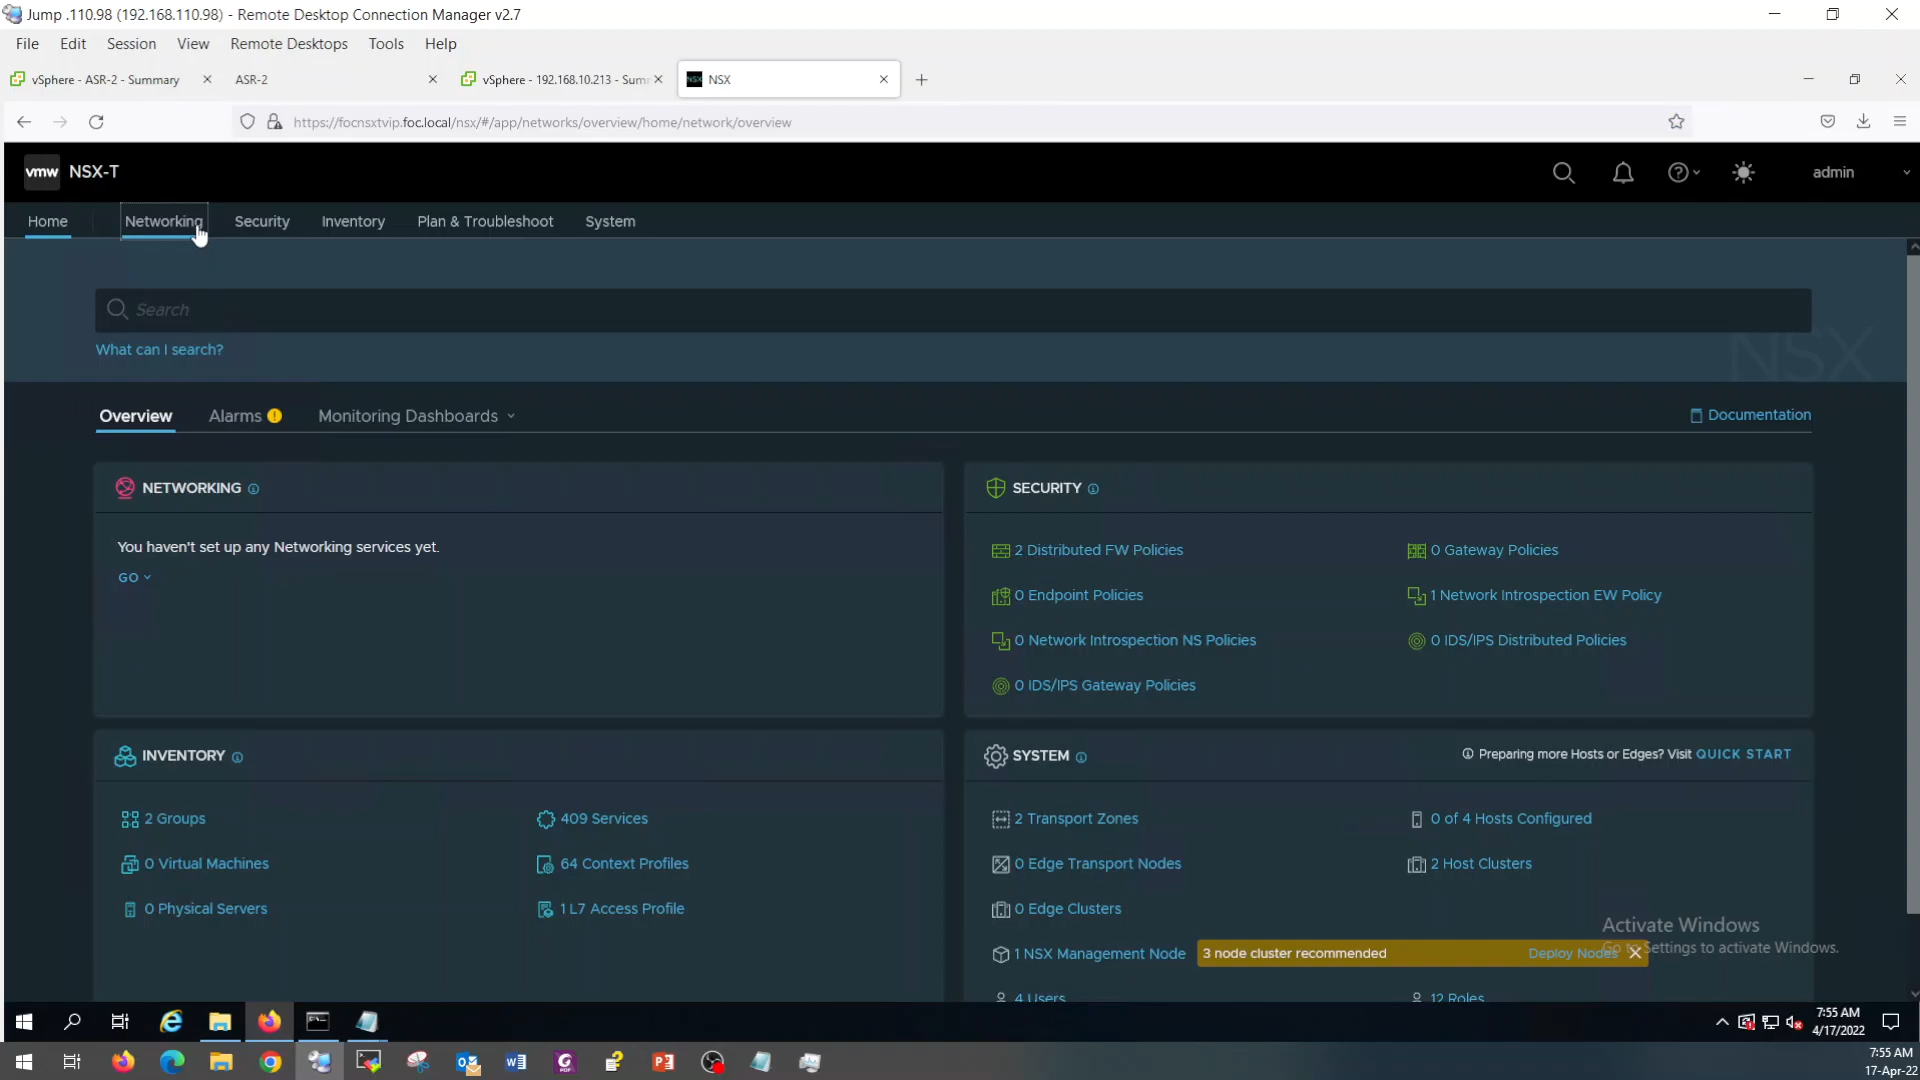 Jump .110.98 (192.168.110.98) - Remote Desktop Connection Manager v2.7
File Edit Session View Remote Desktops Tools Help
vSphere - ASR-2 - Summary ASR-2 vSphere - 192.168.10.213 - Summ NSX
https://focnsxtvip.foc.local/nsx/#/app/networks/overview/home/network/overview
vmw NSX-T admin
Home Networking Security Inventory Plan & Troubleshoot System
Search
What can I search?
NSX
Overview Alarms Monitoring Dashboards Documentation
NETWORKING
You haven't set up any Networking services yet.
GO
SECURITY
2 Distributed FW Policies 0 Gateway Policies
0 Endpoint Policies 1 Network Introspection EW Policy
0 Network Introspection NS Policies 0 IDS/IPS Distributed Policies
0 IDS/IPS Gateway Policies
INVENTORY
2 Groups 409 Services
0 Virtual Machines 64 Context Profiles
0 Physical Servers 1 L7 Access Profile
SYSTEM Preparing more Hosts or Edges? Visit QUICK START
2 Transport Zones 0 of 4 Hosts Configured
0 Edge Transport Nodes 2 Host Clusters
0 Edge Clusters
1 NSX Management Node 3 node cluster recommended Deploy Nodes
4 Users 12 Roles
Activate Windows
Go to Settings to activate Windows.
7:55 AM
4/17/2022
7:55 AM
17-Apr-22